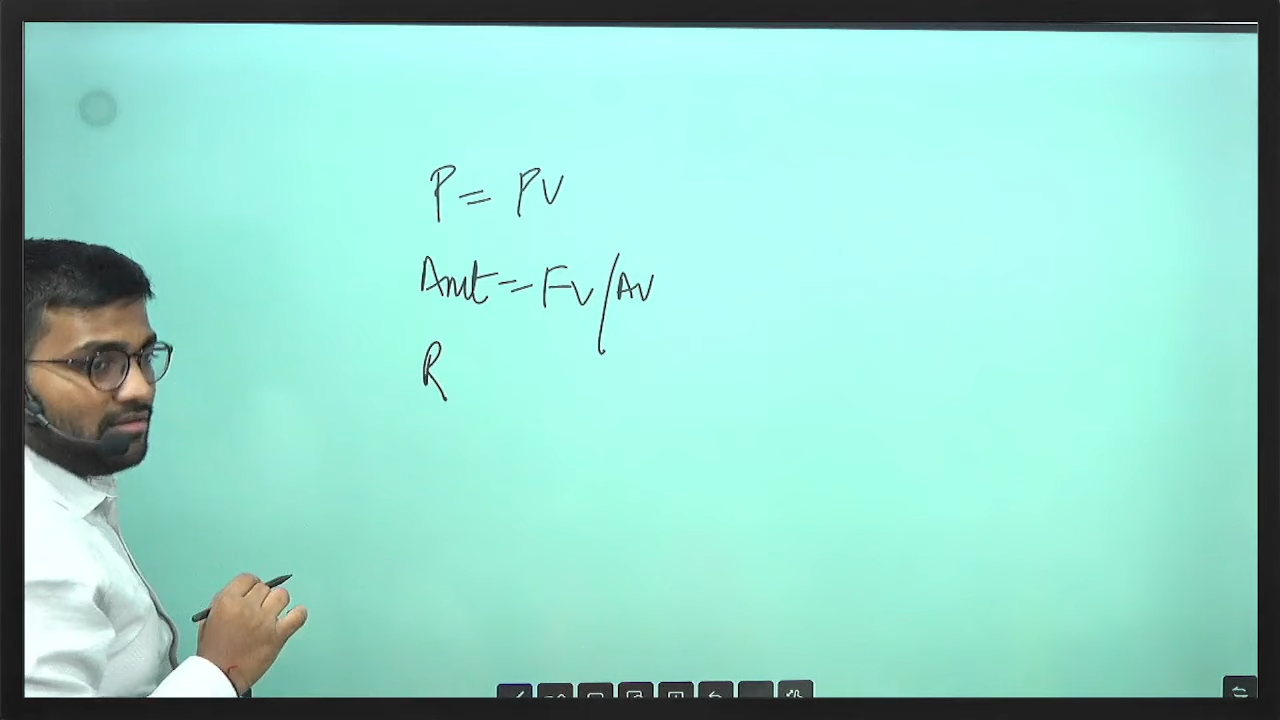 P = PV
Amt = FV/AV
R